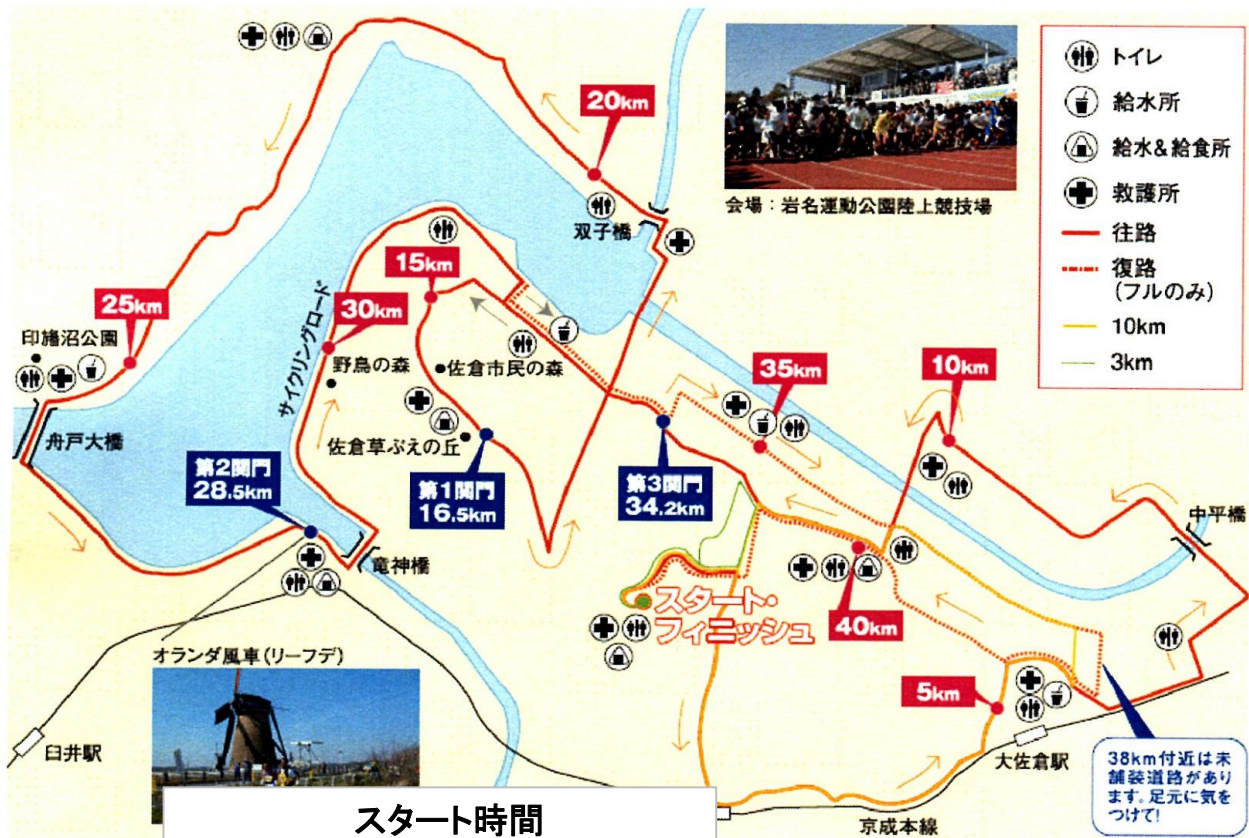 20km
会場：岩名運動公園陸上競技場
トイレ
給水所
給水&給食所
救護所
往路
復路
(フルのみ)
10km
3km
双子橋
15km
25km
30km
印旛沼公園
サイクリングロード
野鳥の森
佐倉市民の森
35km
10km
舟戸大橋
佐倉草ぶえの丘
第2関門
28.5km
第1関門
16.5km
第3関門
34.2km
中平橋
竜神橋
スタート・
フィニッシュ
40km
オランダ風車(リーフデ)
5km
臼井駅
大佐倉駅
38km付近は未
舗装道路があり
ます。足元に気を
つけて!
京成本線
スタート時間